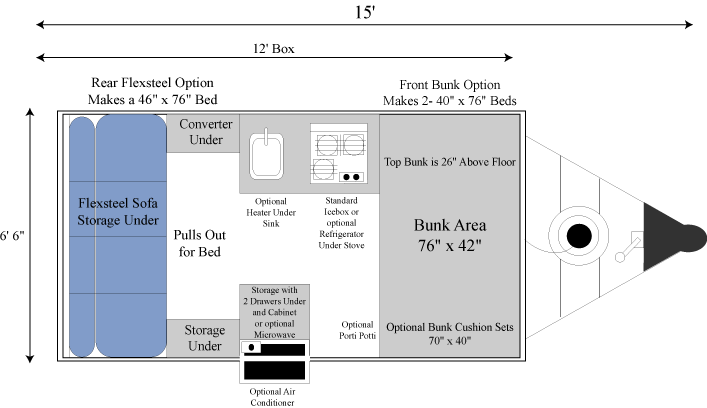 15'
12' Box
Rear Flexsteel Option
Makes a 46" x 76" Bed
Front Bunk Option
Makes 2- 40" x 76" Beds
6' 6"
Converter
Under
Top Bunk is 26" Above Floor
Flexsteel Sofa
Storage Under
Optional
Heater Under
Sink
Standard
Icebox or
optional
Refrigerator
Under Stove
Bunk Area
76" x 42"
Pulls Out
for Bed
Storage with
2 Drawers Under
and Cabinet
or optional
Microwave
Storage
Under
Optional
Porti Potti
Optional Bunk Cushion Sets
70" x 40"
Optional Air
Conditioner